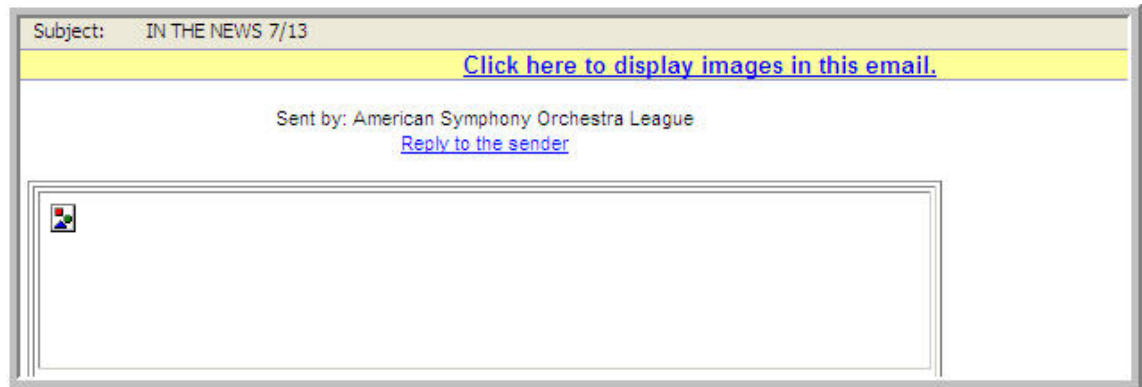 Subject: IN THE NEWS 7/13
Click here to display images in this email.
Sent by: American Symphony Orchestra League
Reply to the sender